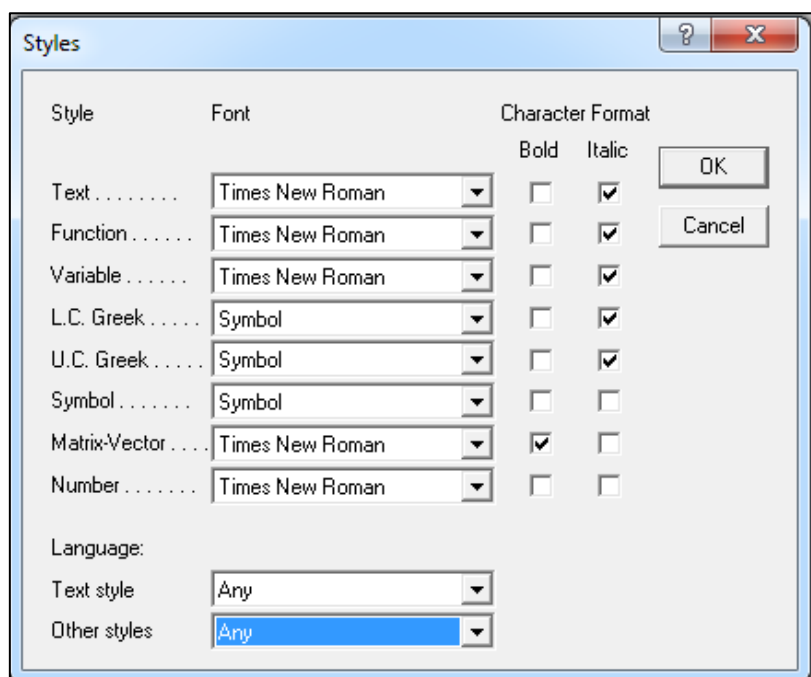 Styles
Style Font Character Format
Bold Italic
OK
Text . . . . . . . . Times New Roman
Cancel
Function . . . . . . Times New Roman
Variable . . . . . . Times New Roman
L.C. Greek . . . . . Symbol
U.C. Greek . . . . . Symbol
Symbol . . . . . . . Symbol
Matrix-Vector . . . . Times New Roman
Number . . . . . . . Times New Roman
Language:
Text style Any
Other styles Any